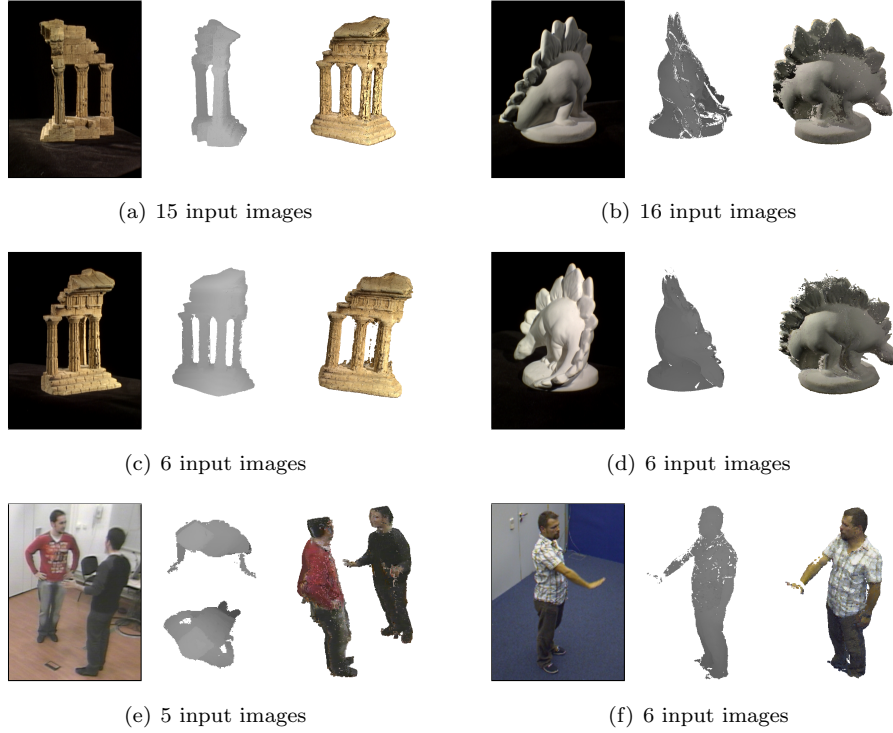 (a) 15 input images
(b) 16 input images
(c) 6 input images
(d) 6 input images
(e) 5 input images
(f) 6 input images